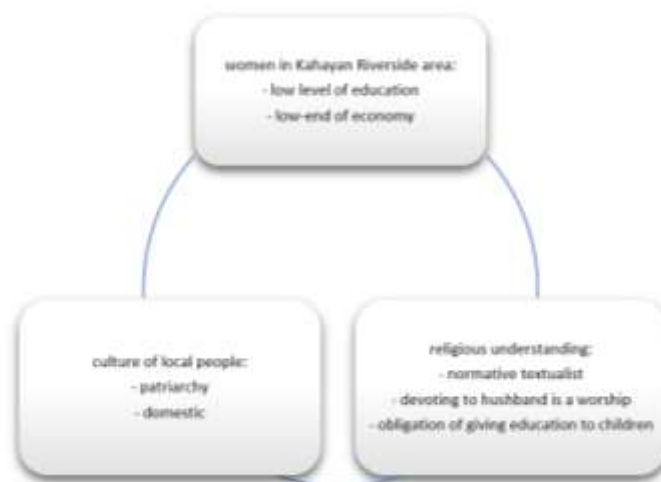 women in Kahayan Riverside area:
- low level of education
- low-end of economy
culture of local people:
- patriarchy
- domestic
religious understanding:
- normative textualist
- devoting to hushband is a worship
- obligation of giving education to children